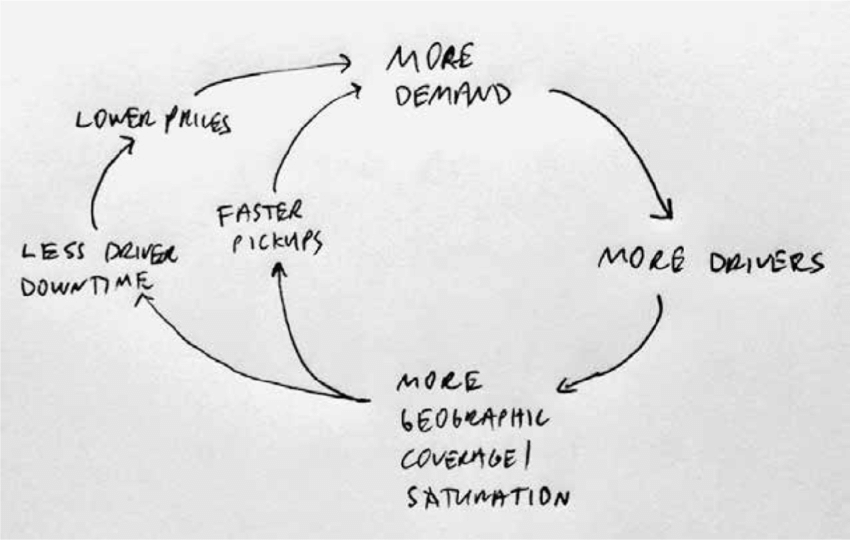 MORE
DEMAND
LOWER PRICES
FASTER
PICKUPS
LESS DRIVER
DOWNTIME
MORE DRIVERS
MORE
GEOGRAPHIC
COVERAGE/
SATURATION